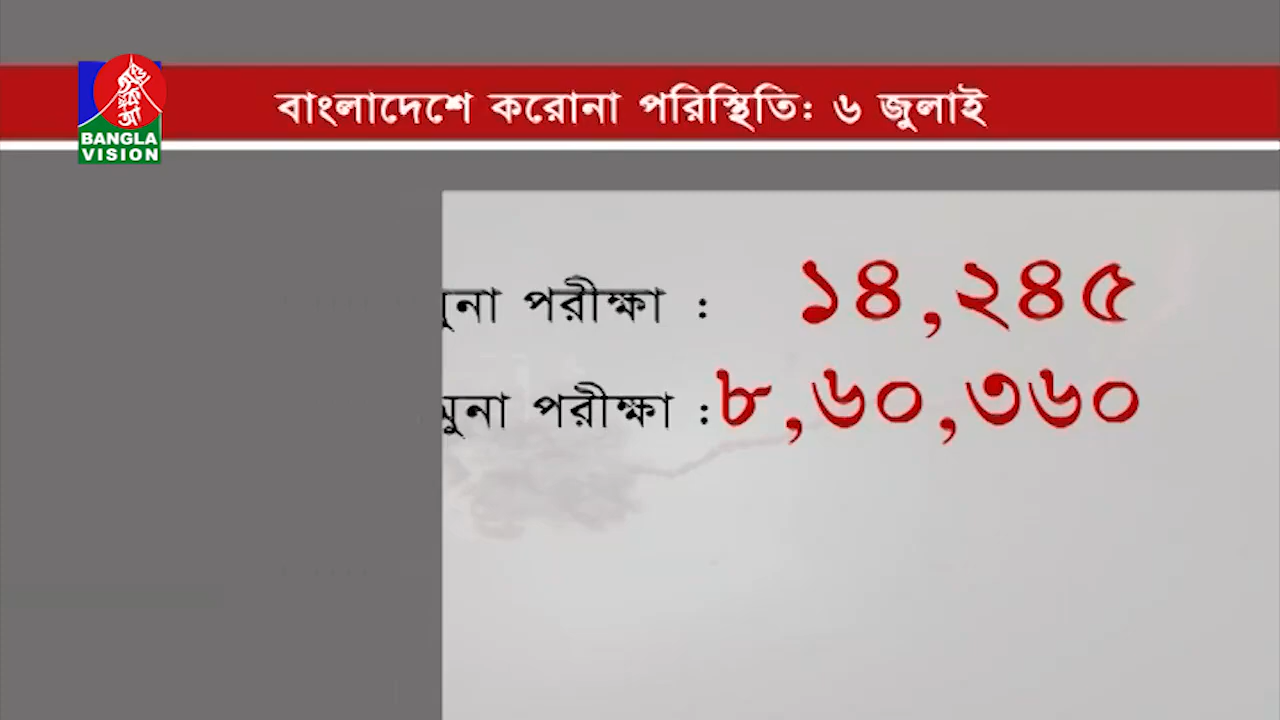 বাংলাদেশে করোনা পরিস্থিতি: ৬ জুলাই
BANGLA
VISION
পরীক্ষা : ১৪,২৪৫
পরীক্ষা : ৮,৬০,৩৬০